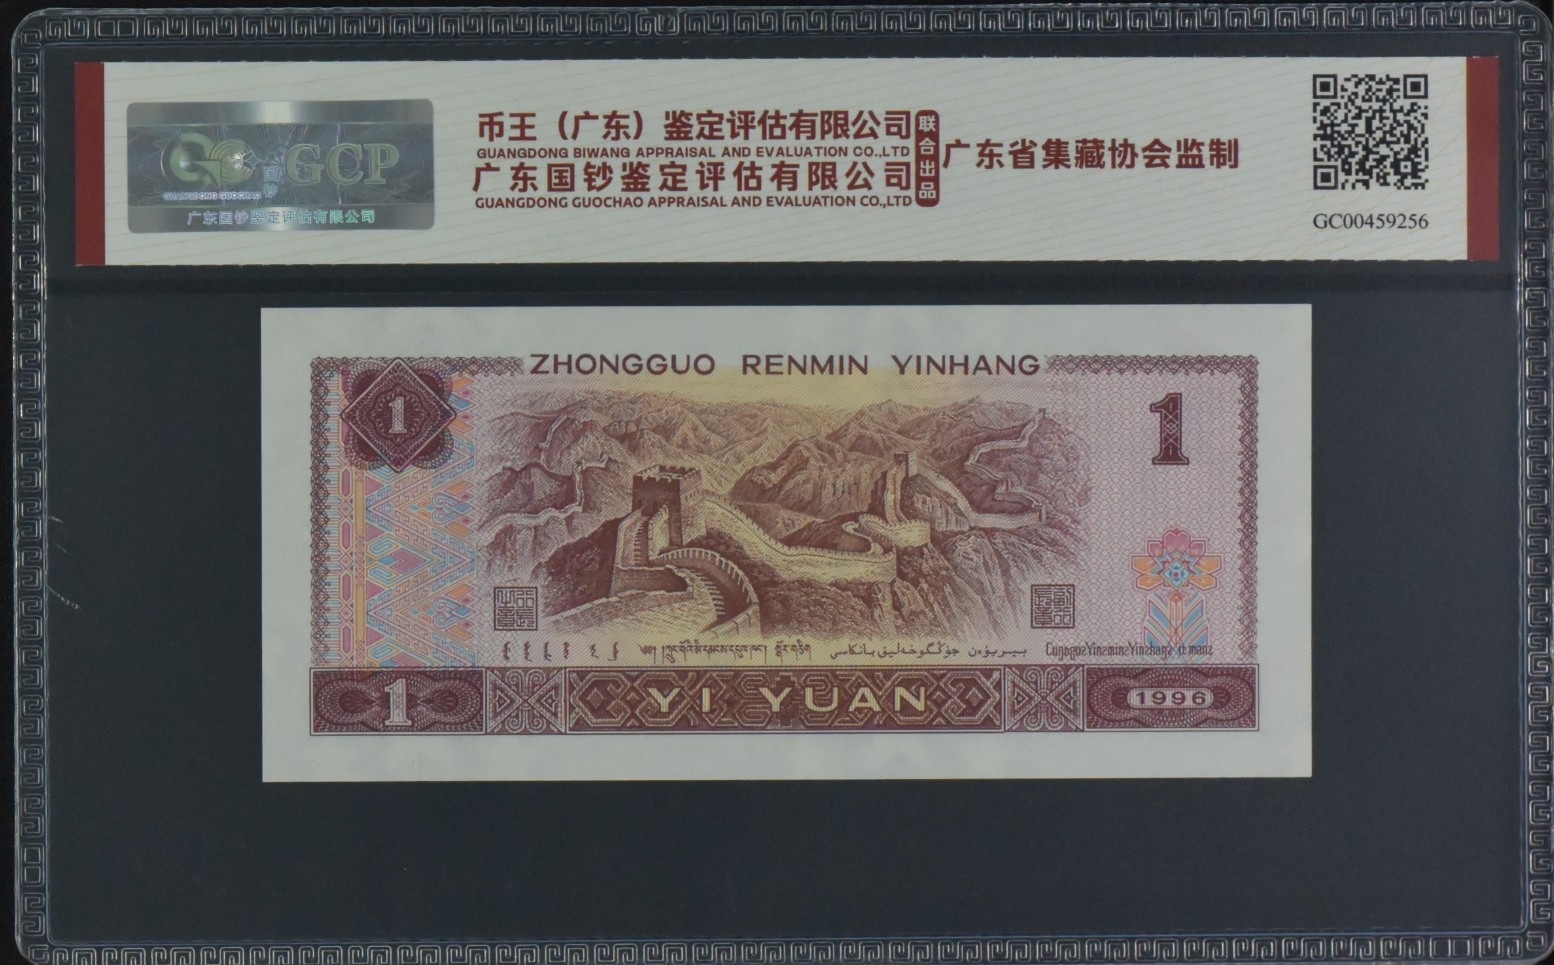 GCP
GUANGDONG GUOCHAO
广东国钞鉴定评估有限公司
币王（广东）鉴定评估有限公司
GUANGDONG BIWANG APPRAISAL AND EVALUATION CO.,LTD
广东国钞鉴定评估有限公司
GUANGDONG GUOCHAO APPRAISAL AND EVALUATION CO.,LTD
联合出品
广东省集藏协会监制
GC00459256
ZHONGGUO RENMIN YINHANG
1
1
1
YI YUAN
1996